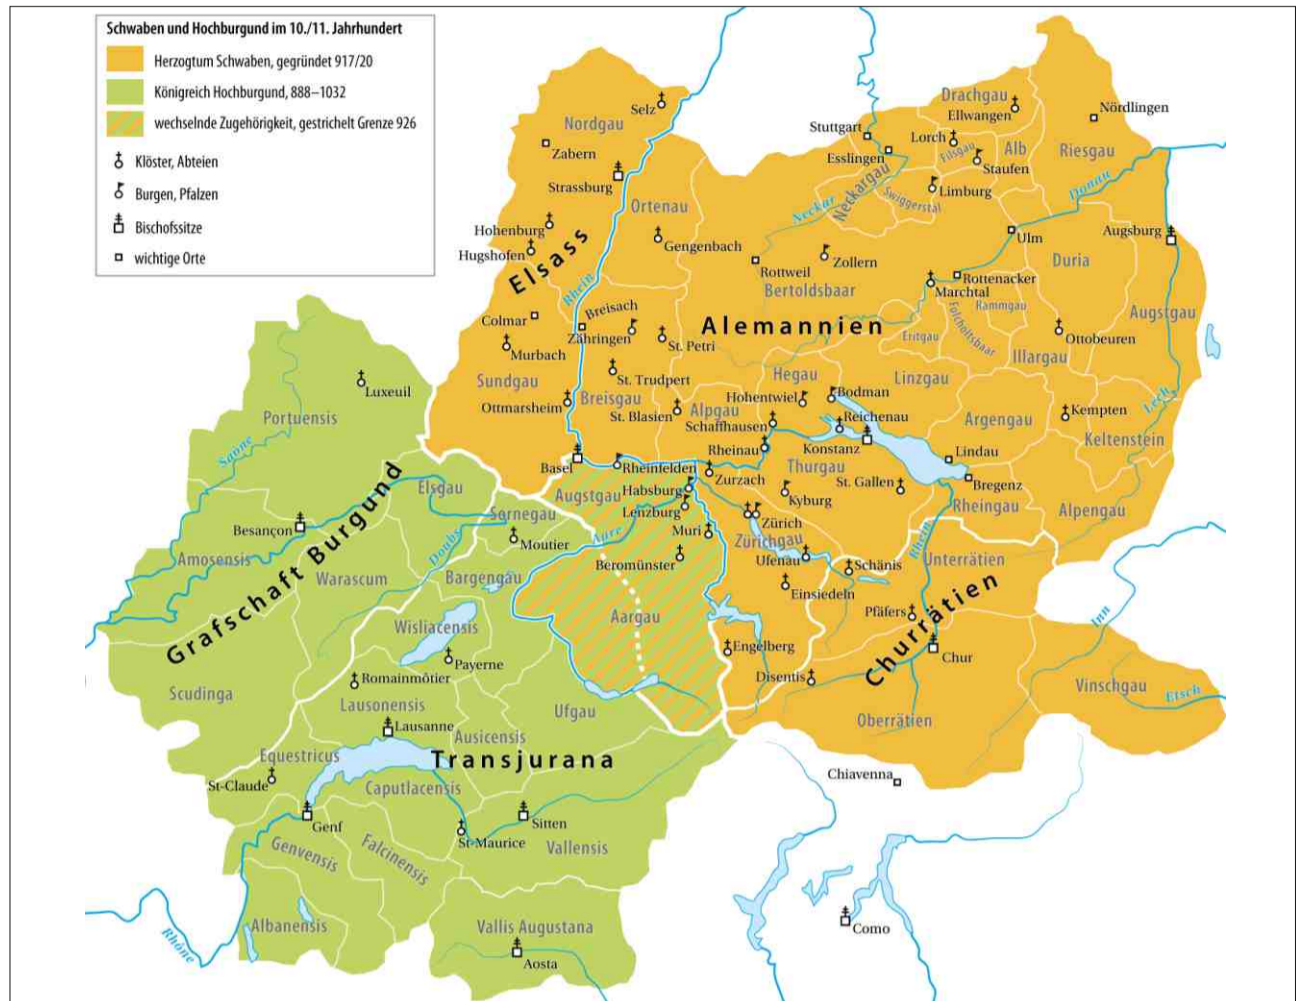 Schwaben und Hochburgund im 10./11. Jahrhundert
Herzogtum Schwaben, gegründet 917/20
Königreich Hochburgund, 888–1032
wechselnde Zugehörigkeit, gestrichelt Grenze 926
Klöster, Abteien
Burgen, Pfalzen
Bischofssitze
wichtige Orte
Selz
Nordgau
Zabern
Strassburg
Hohenburg
Hugshofen
Elsass
Rhein
Ortenau
Gengenbach
Colmar
Murbach
Sundgau
Ottmarsheim
Breisach
Zähringen
St. Petri
St. Trudpert
Breisgau
St. Blasien
Alpgau
Basel
Rheinfelden
Drachgau
Ellwangen
Nördlingen
Stuttgart
Lorch
Esslingen
Filsgau
Alb
Riesgau
Staufen
Neckargau
Swiggerstal
Limburg
Neckar
Donau
Ulm
Augsburg
Rottweil
Zollern
Bertoldsbaar
Rottenacker
Marchtal
Duria
Rammgau
Folcholtsbaar
Eritgau
Augstgau
Ottobeuren
Illargau
Alemannien
Hegau
Linzgau
Hohentwiel
Bodman
Schaffhausen
Reichenau
Konstanz
Argengau
Kempten
Lech
Keltenstein
Rheinau
Thurgau
Lindau
Bregenz
Zurzach
Kyburg
St. Gallen
Rheingau
Alpengau
Habsburg
Lenzburg
Augstgau
Zürich
Zürichgau
Muri
Aare
Beromünster
Ufenau
Schänis
Rhein
Unterrätien
Einsiedeln
Pfäfers
Aargau
Engelberg
Disentis
Churrätien
Chur
Oberrätien
Inn
Vinschgau
Etsch
Luxeuil
Portuensis
Saône
Elsgau
Sornegau
Moutier
Besançon
Doubs
Amosensis
Warascum
Bargengau
Grafschaft Burgund
Wisliacensis
Payerne
Romainmôtier
Scudinga
Lausonensis
Lausanne
Ufgau
Ausicensis
Equestricus
Transjurana
St-Claude
Caputlacensis
Genf
Sitten
St-Maurice
Vallensis
Genvensis
Falcinensis
Albanensis
Rhône
Vallis Augustana
Aosta
Chiavenna
Como